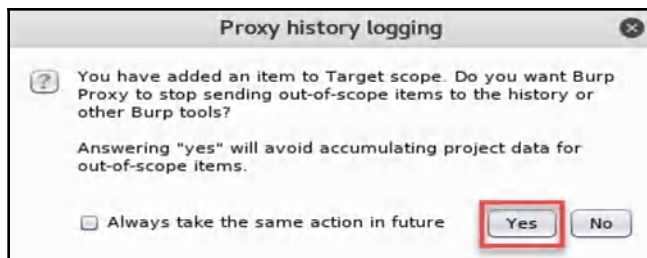 Proxy history logging
You have added an item to Target scope. Do you want Burp
Proxy to stop sending out-of-scope items to the history or
other Burp tools?
Answering "yes" will avoid accumulating project data for
out-of-scope items.
Always take the same action in future
Yes
No